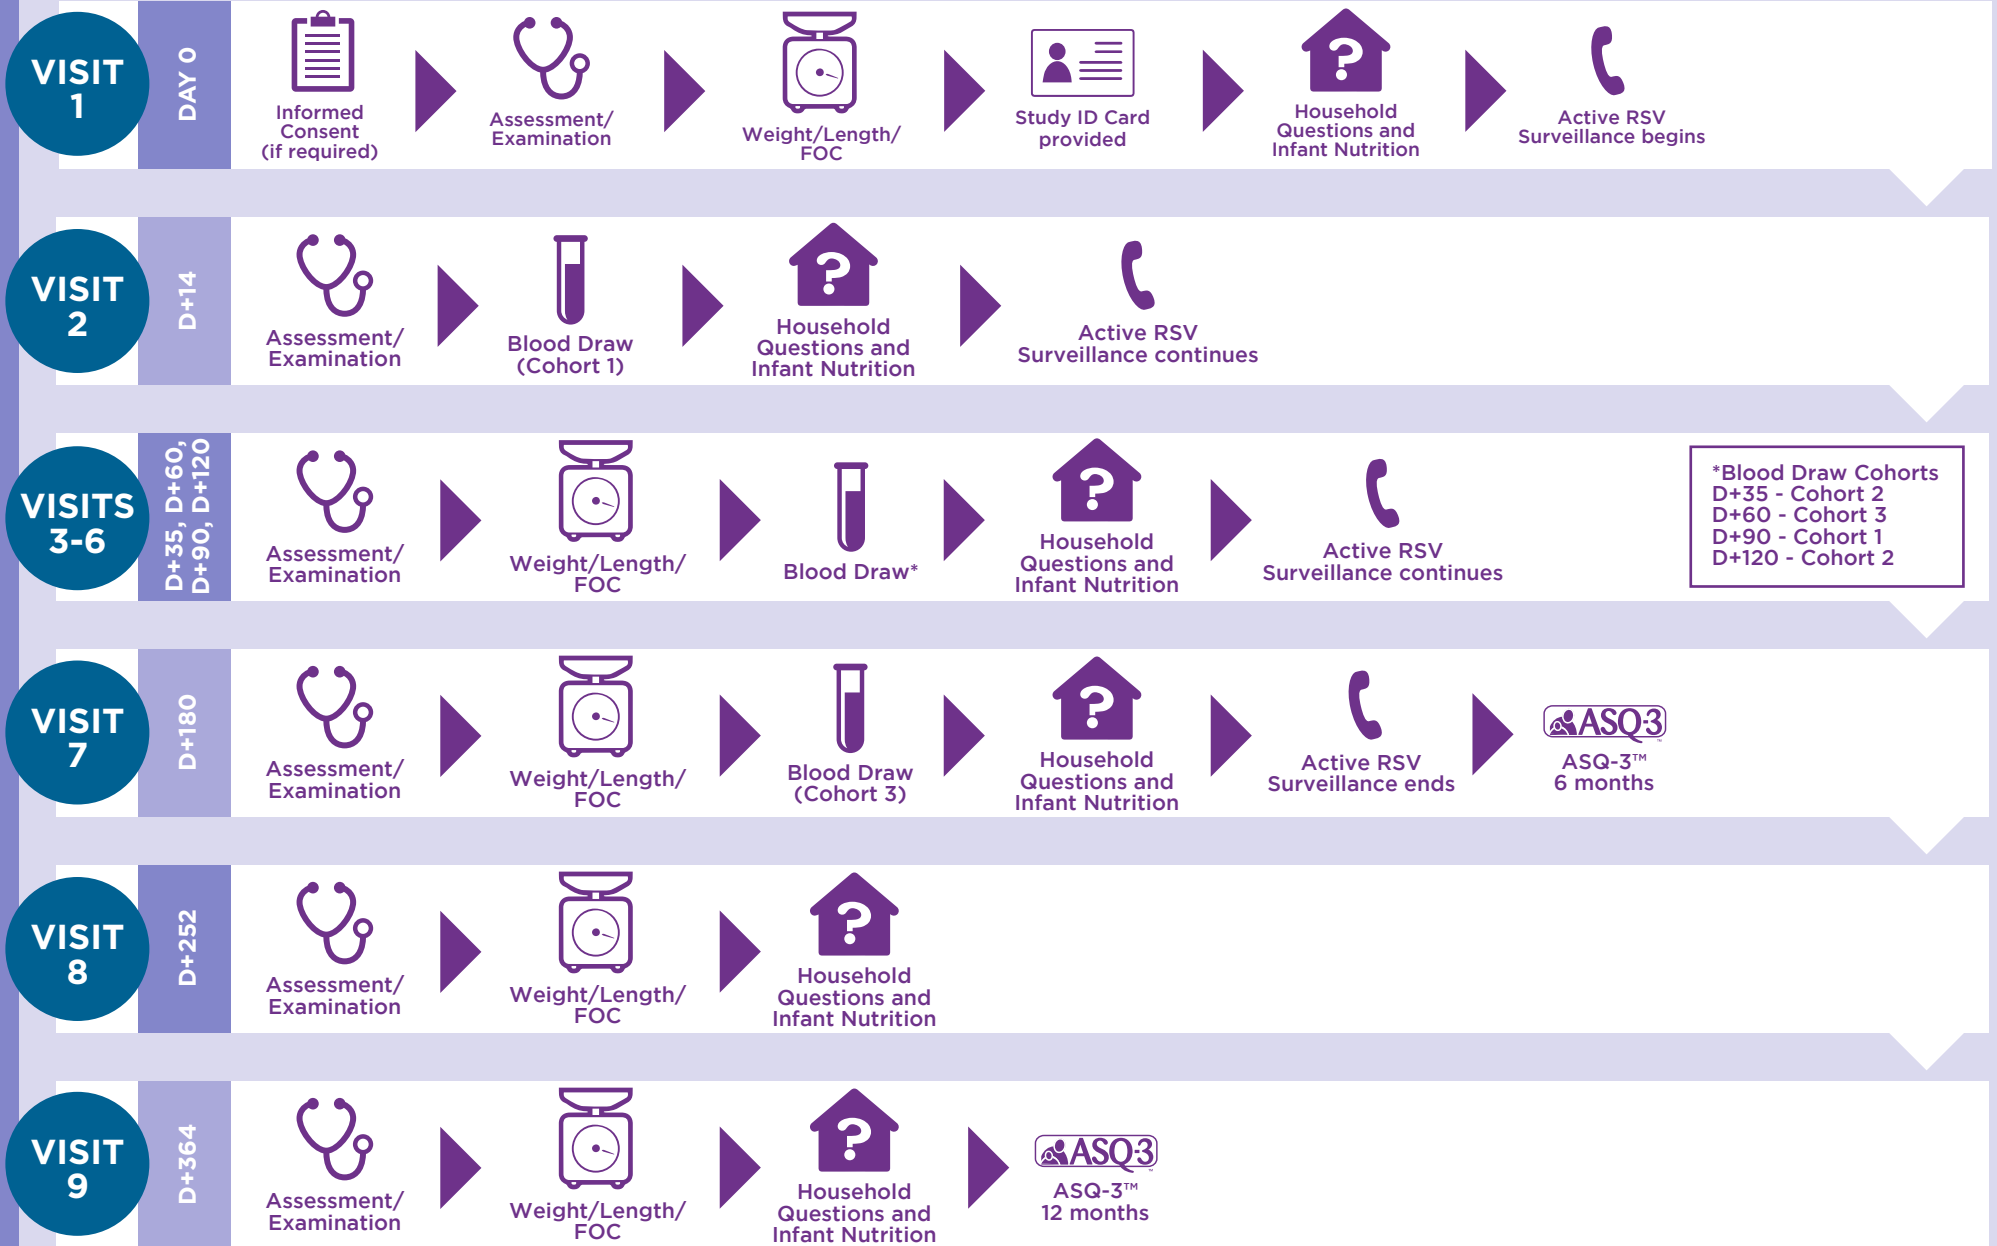 VISIT
1
DAY 0
Informed
Consent
(if required)
Assessment/
Examination
Weight/Length/
FOC
Study ID Card
provided
?
Household
Questions and
Infant Nutrition
Active RSV
Surveillance begins
VISIT
2
D+14
Assessment/
Examination
Blood Draw
(Cohort 1)
?
Household
Questions and
Infant Nutrition
Active RSV
Surveillance continues
VISITS
3-6
D+35, D+60,
D+90, D+120
Assessment/
Examination
Weight/Length/
FOC
Blood Draw*
?
Household
Questions and
Infant Nutrition
Active RSV
Surveillance continues
*Blood Draw Cohorts
D+35 - Cohort 2
D+60 - Cohort 3
D+90 - Cohort 1
D+120 - Cohort 2
VISIT
7
D+180
Assessment/
Examination
Weight/Length/
FOC
Blood Draw
(Cohort 3)
?
Household
Questions and
Infant Nutrition
Active RSV
Surveillance ends
ASQ-3™
ASQ-3™
6 months
VISIT
8
D+252
Assessment/
Examination
Weight/Length/
FOC
?
Household
Questions and
Infant Nutrition
VISIT
9
D+364
Assessment/
Examination
Weight/Length/
FOC
?
Household
Questions and
Infant Nutrition
ASQ-3™
ASQ-3™
12 months